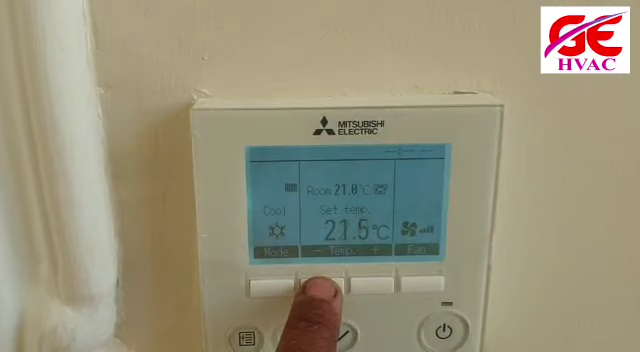 GE
HVAC
MITSUBISHI
ELECTRIC
Room 21.0°C
Cool
Set temp.
21.5°C
Mode
- Temp. +
Fan